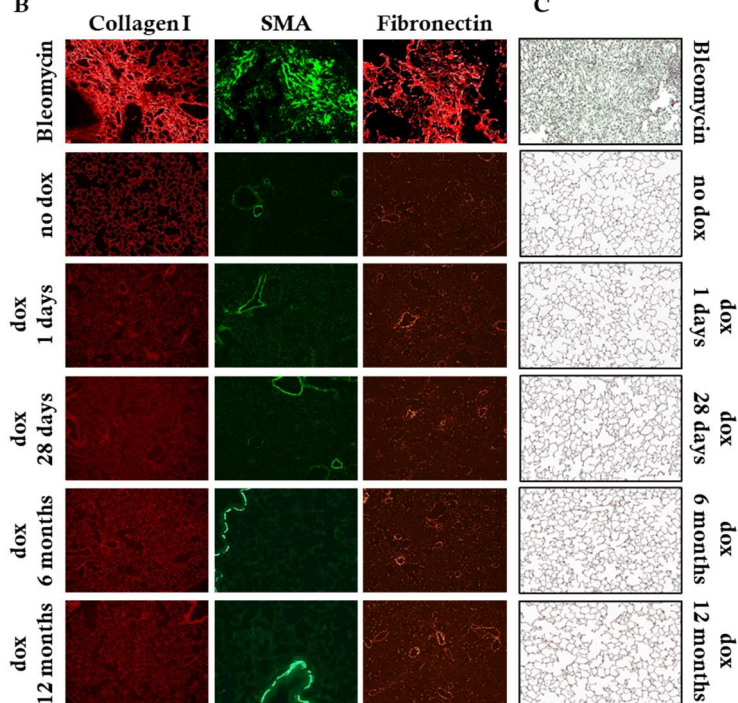 B
C
Collagen I SMA Fibronectin
Bleomycin
Bleomycin
no dox
no dox
dox
1 days
dox
1 days
dox
28 days
dox
28 days
dox
6 months
dox
6 months
dox
12 months
dox
12 months